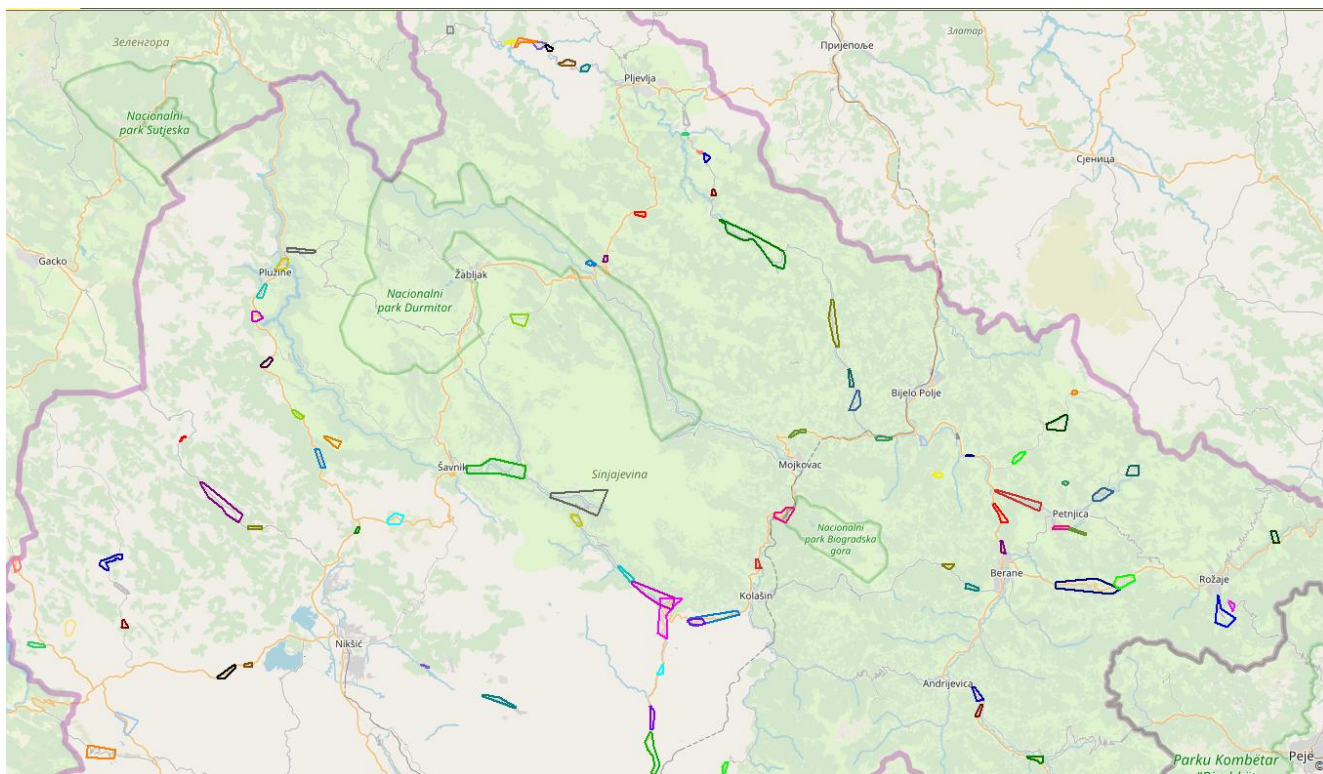 Зеленгора
Златар
Пријепоље
Pljevlja
Nacionalni
park Sutjeska
Сјеница
Gacko
Plužine
Žabljak
Nacionalni
park Durmitor
Bijelo Polje
Šavnik
Sinjajevina
Mojkovac
Petnjica
Nacionalni
park Biogradska
gora
Berane
Rožaje
Kolašin
Nikšić
Andrijevica
Parku Kombëtar
Pejë
©